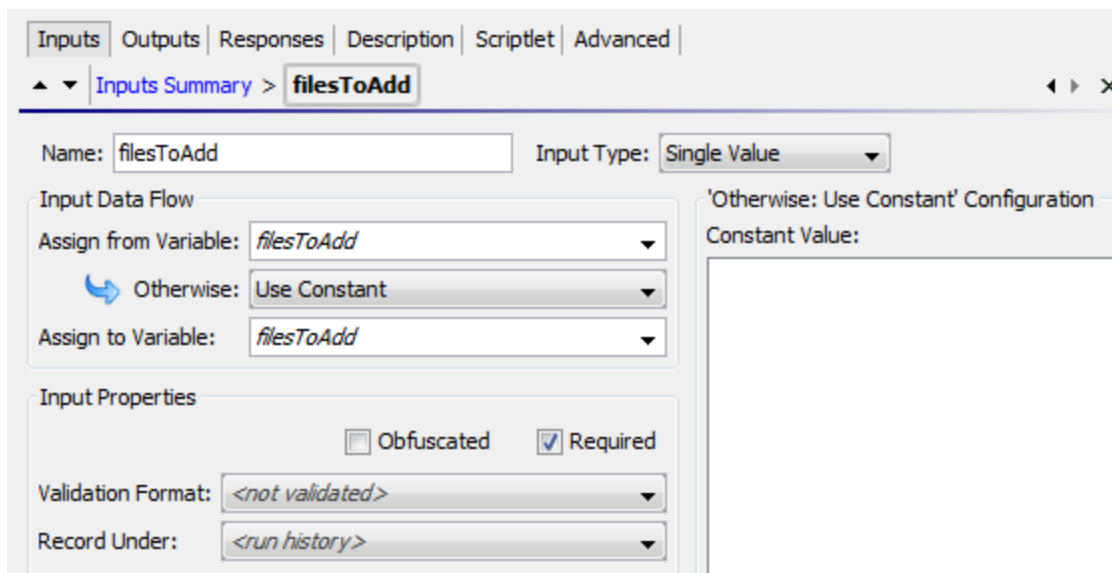 Inputs Outputs Responses Description Scriptlet Advanced
Inputs Summary > filesToAdd
Name: filesToAdd Input Type: Single Value
Input Data Flow 'Otherwise: Use Constant' Configuration
Assign from Variable: filesToAdd Constant Value:
Otherwise: Use Constant
Assign to Variable: filesToAdd
Input Properties
Obfuscated Required
Validation Format: <not validated>
Record Under: <run history>